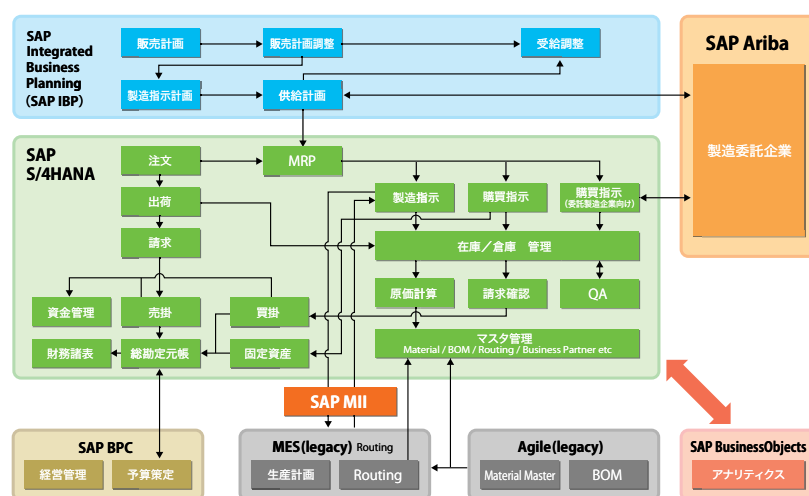 SAP
Integrated
Business
Planning
(SAP IBP)
販売計画
販売計画調整
受給調整
製造指示計画
供給計画
SAP Ariba
製造委託企業
SAP
S/4HANA
注文
MRP
出荷
製造指示
購買指示
購買指示
(委託製造企業向け)
請求
在庫／倉庫　管理
原価計算
請求確認
QA
資金管理
売掛
買掛
マスタ管理
Material / BOM / Routing / Business Partner etc
財務諸表
総勘定元帳
固定資産
SAP MII
SAP BPC
経営管理
予算策定
MES(legacy) Routing
生産計画
Routing
Agile(legacy)
Material Master
BOM
SAP BusinessObjects
アナリティクス